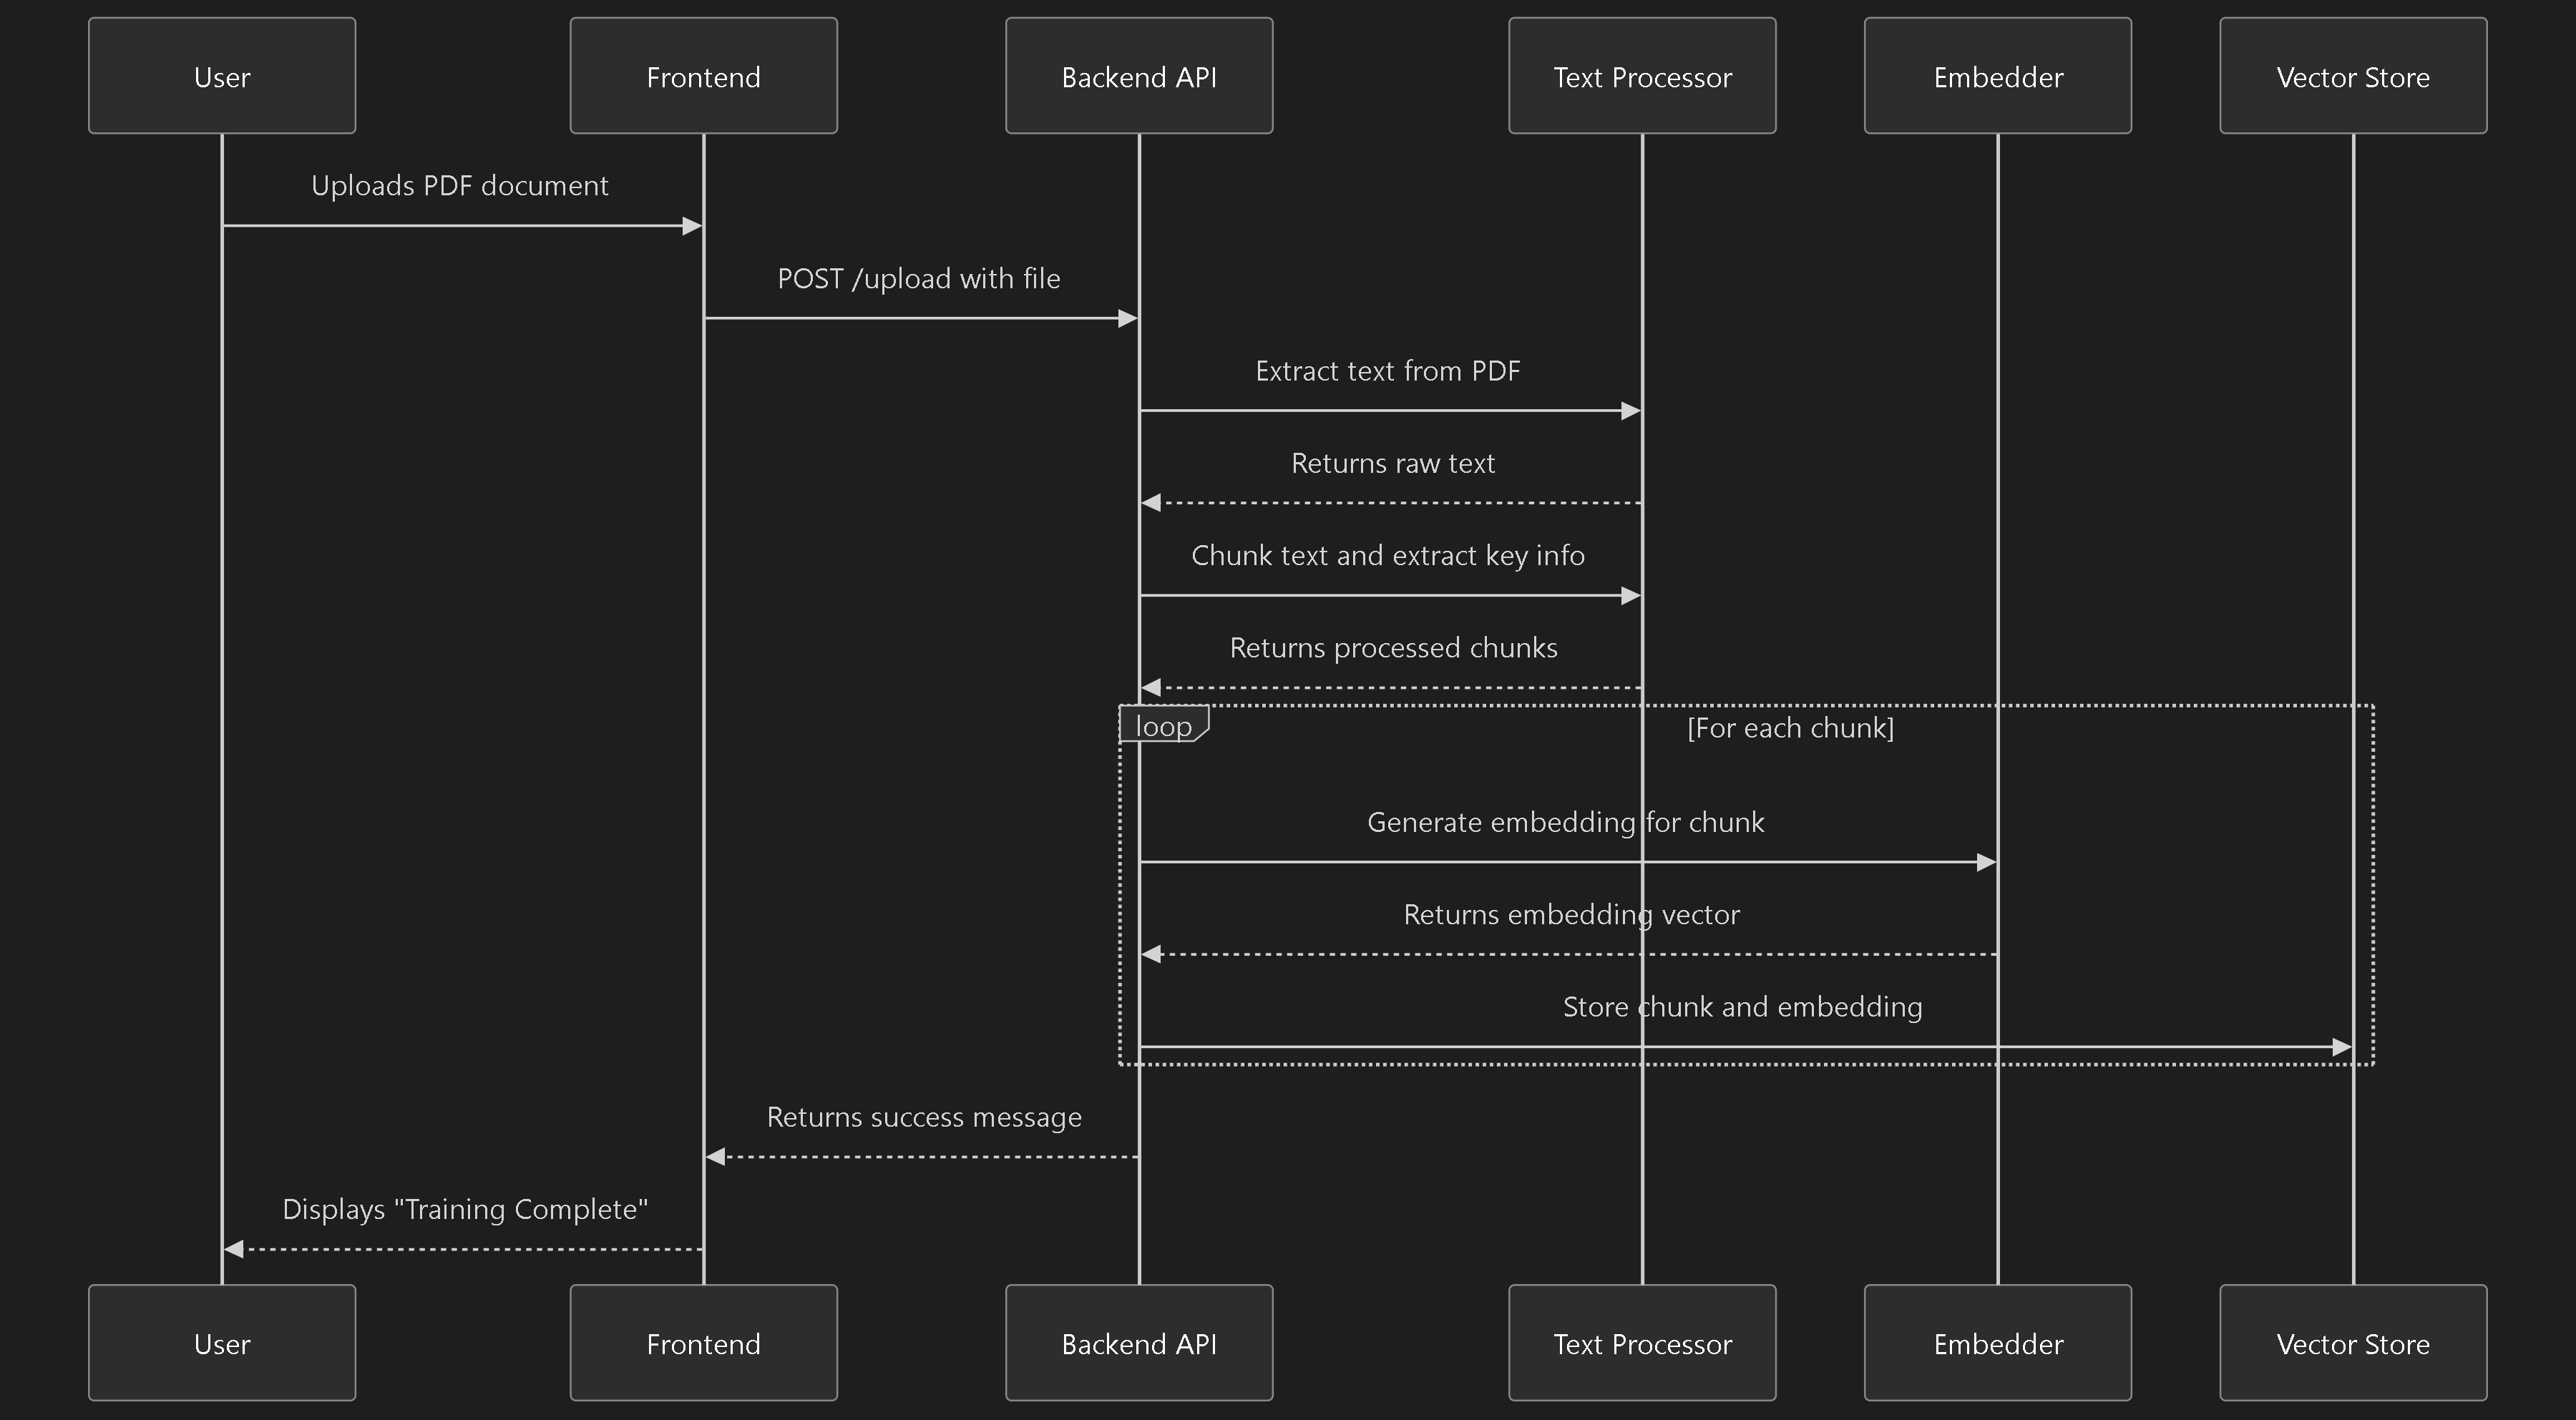 User
Frontend
Backend API
Text Processor
Embedder
Vector Store
Uploads PDF document
POST /upload with file
Extract text from PDF
Returns raw text
Chunk text and extract key info
Returns processed chunks
loop
[For each chunk]
Generate embedding for chunk
Returns embedding vector
Store chunk and embedding
Returns success message
Displays "Training Complete"
User
Frontend
Backend API
Text Processor
Embedder
Vector Store